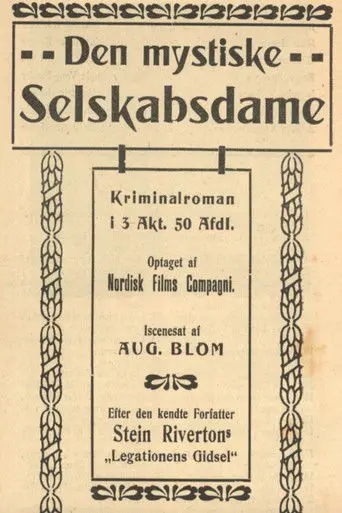 -- Den mystiske --
Selskabsdame
Kriminalroman
i 3 Akt. 50 Afdl.
Optaget af
Nordisk Films Compagni.
Iscenesat af
AUG. BLOM
Efter den kendte Forfatter
Stein Rivertons
„Legationens Gidsel“